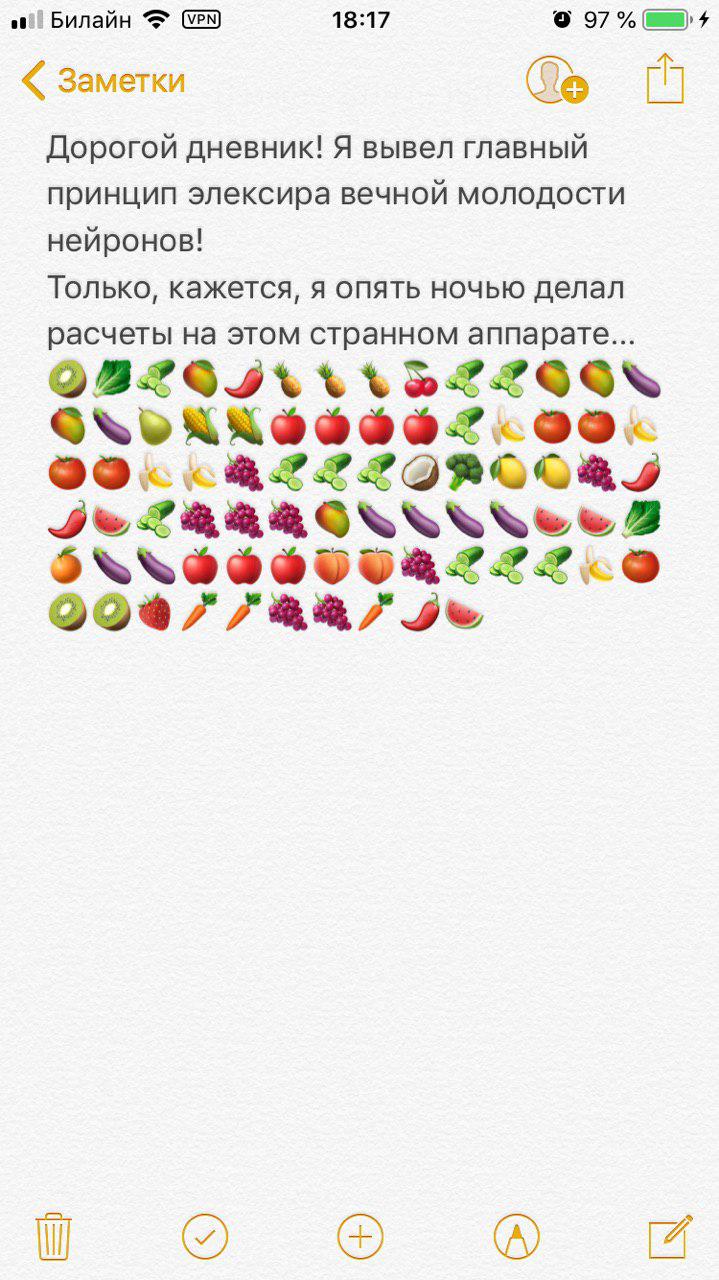 Билайн VPN 18:17 97 %
Заметки
Дорогой дневник! Я вывел главный
принцип элексира вечной молодости
нейронов!
Только, кажется, я опять ночью делал
расчеты на этом странном аппарате...
🥝🥬🥒🥭🌶🍍🍍🍍🍒🥒🥒🥭🥭🍆
🥭🍆🍐🌽🌽🍎🍎🍎🍎🥒🍌🍅🍅🍌
🍅🍅🍌🍌🍇🥒🥒🥒🥥🥦🍋🍋🍇🌶
🌶🍉🥒🍇🍇🍇🥭🍆🍆🍆🍆🍉🍉🥬
🍊🍆🍆🍎🍎🍎🍑🍑🍇🥒🥒🥒🍌🍅
🥝🥝🍓🥕🥕🍇🍇🥕🌶🍉